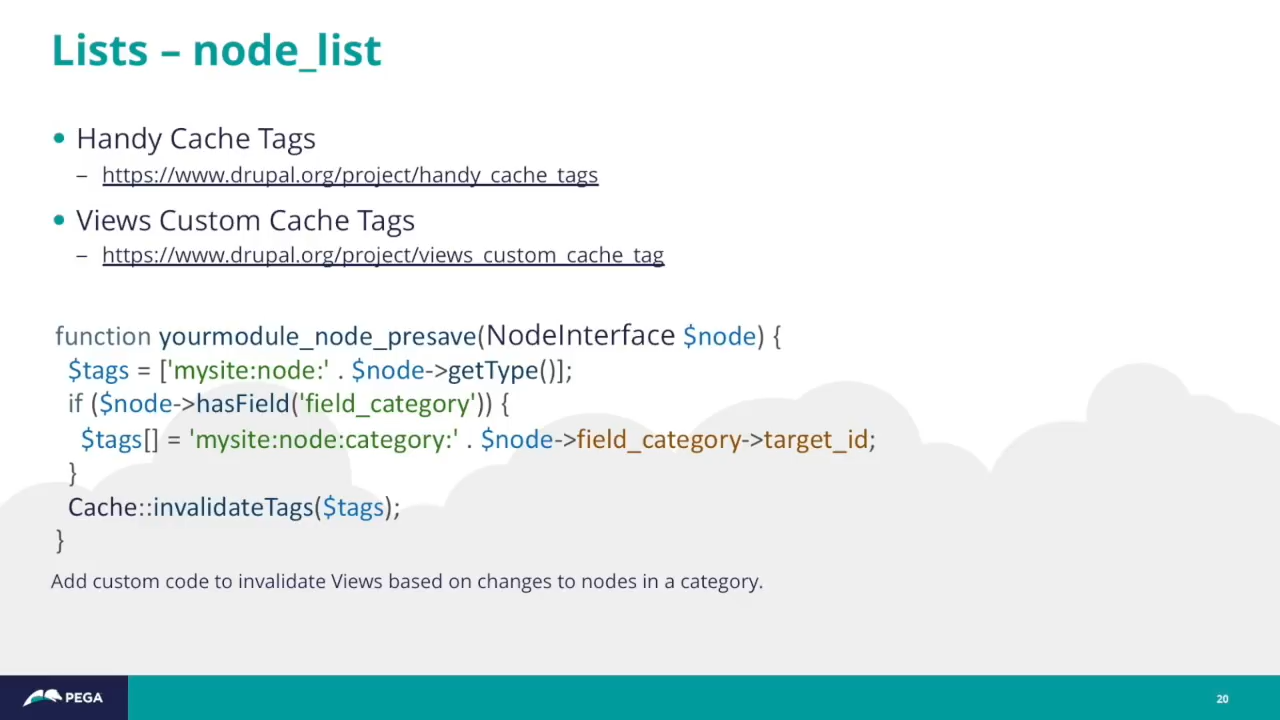 Lists – node_list
• Handy Cache Tags
– https://www.drupal.org/project/handy_cache_tags
• Views Custom Cache Tags
– https://www.drupal.org/project/views_custom_cache_tag
function yourmodule_node_presave(NodeInterface $node) {
  $tags = ['mysite:node:' . $node->getType()];
  if ($node->hasField('field_category')) {
    $tags[] = 'mysite:node:category:' . $node->field_category->target_id;
  }
  Cache::invalidateTags($tags);
}
Add custom code to invalidate Views based on changes to nodes in a category.
PEGA
20